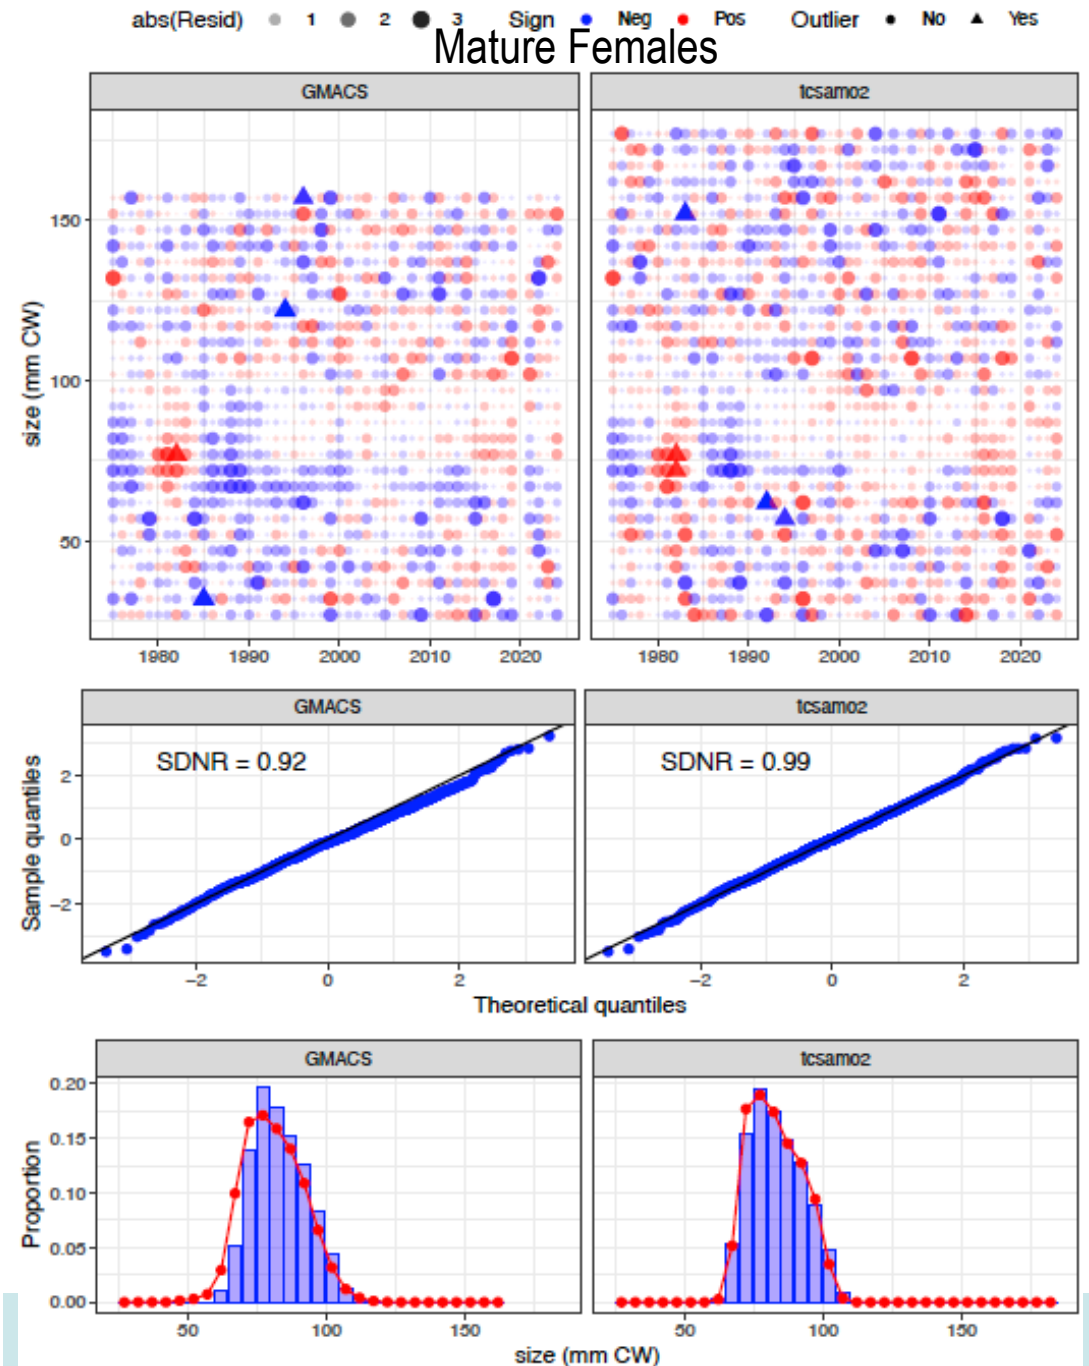 abs(Resid) 1 2 3 Sign Neg Pos Outlier No Yes
Mature Females
GMACS tcsam02
size (mm CW)
150
100
50
1980 1990 2000 2010 2020 1980 1990 2000 2010 2020
GMACS tcsam02
Sample quantiles
SDNR = 0.92 SDNR = 0.99
2
0
−2
−2 0 2 −2 0 2
Theoretical quantiles
GMACS tcsam02
Proportion
0.20
0.15
0.10
0.05
0.00
50 100 150 50 100 150
size (mm CW)